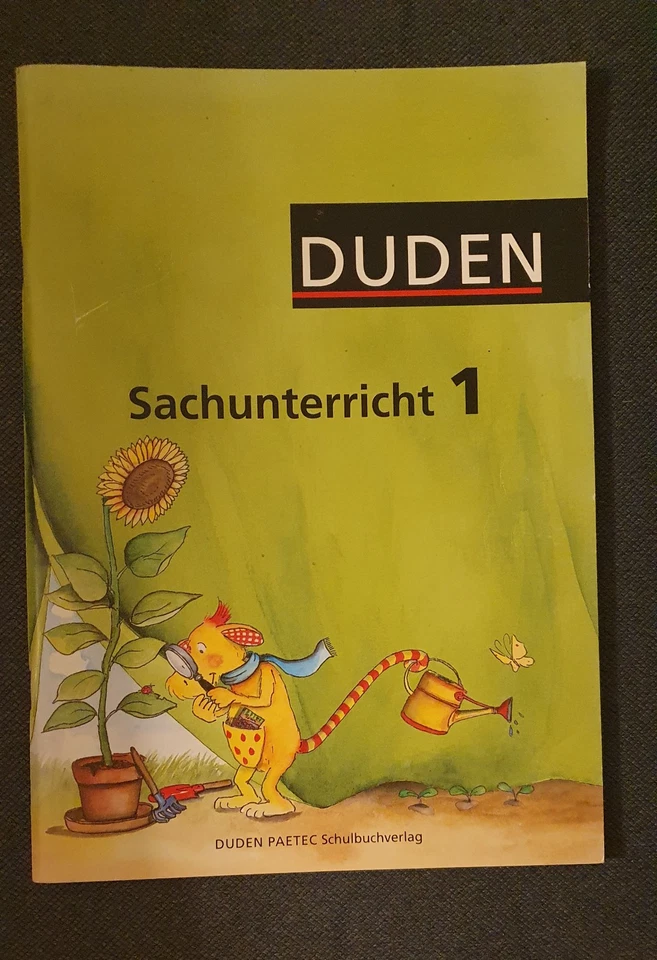 DUDEN
Sachunterricht 1
DUDEN PAETEC Schulbuchverlag